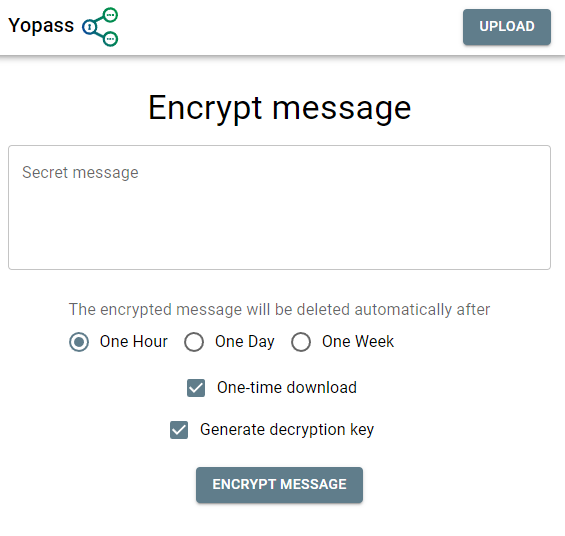 Yopass
UPLOAD
Encrypt message
Secret message
The encrypted message will be deleted automatically after
One Hour One Day One Week
One-time download
Generate decryption key
ENCRYPT MESSAGE